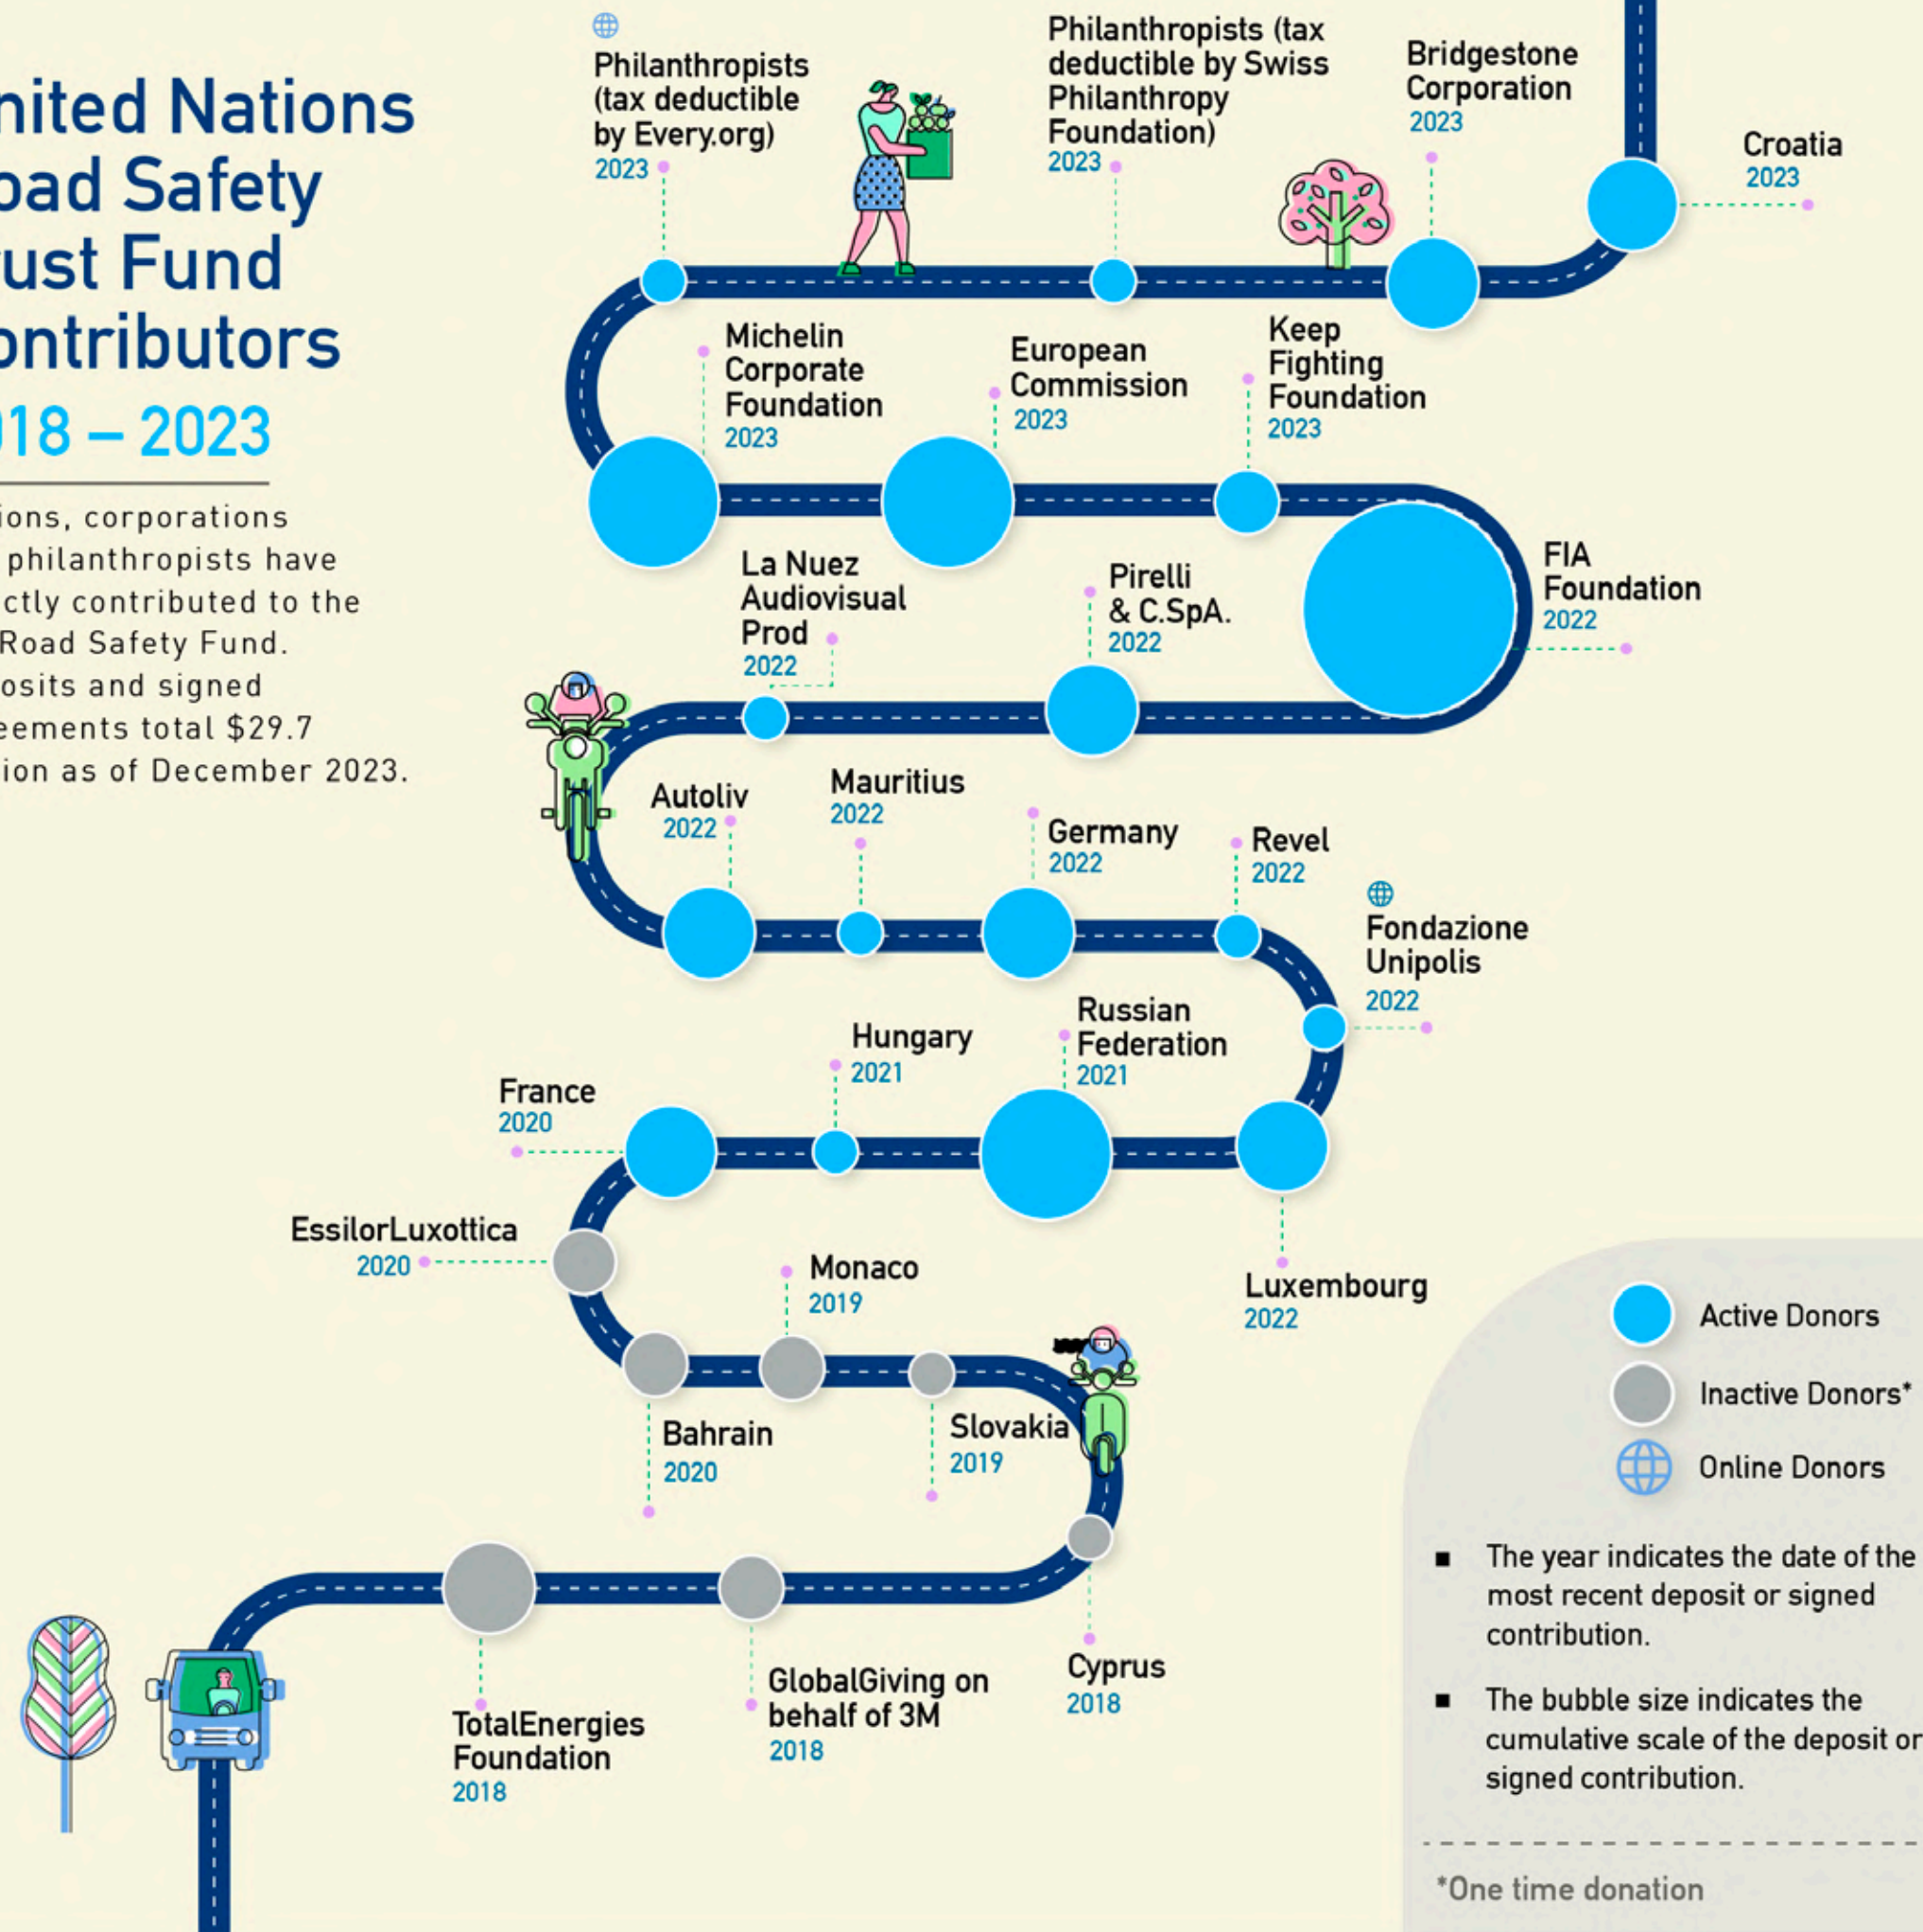 nited Nations
oad Safety
ust Fund
ontributors
018 – 2023
ions, corporations
philanthropists have
ctly contributed to the
Road Safety Fund.
osits and signed
eements total $29.7
ion as of December 2023.
Philanthropists
(tax deductible
by Every.org)
2023
Philanthropists (tax
deductible by Swiss
Philanthropy
Foundation)
2023
Bridgestone
Corporation
2023
Croatia
2023
Michelin
Corporate
Foundation
2023
European
Commission
2023
Keep
Fighting
Foundation
2023
FIA
Foundation
2022
La Nuez
Audiovisual
Prod
2022
Pirelli
& C.SpA.
2022
Autoliv
2022
Mauritius
2022
Germany
2022
Revel
2022
Fondazione
Unipolis
2022
France
2020
Hungary
2021
Russian
Federation
2021
Luxembourg
2022
EssilorLuxottica
2020
Monaco
2019
Bahrain
2020
Slovakia
2019
TotalEnergies
Foundation
2018
GlobalGiving on
behalf of 3M
2018
Cyprus
2018
Active Donors
Inactive Donors*
Online Donors
■ The year indicates the date of the
most recent deposit or signed
contribution.
■ The bubble size indicates the
cumulative scale of the deposit or
signed contribution.
*One time donation